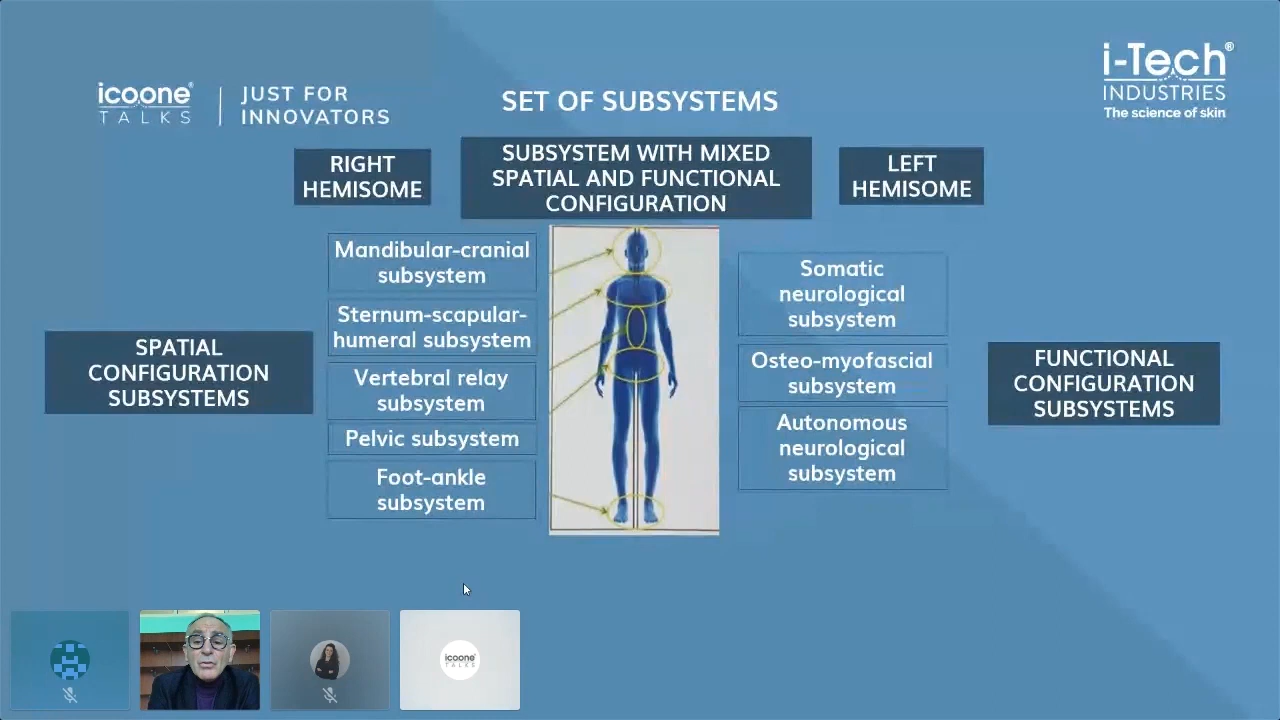 icoone®
TALKS
JUST FOR
INNOVATORS
SET OF SUBSYSTEMS
i-Tech®
INDUSTRIES
The science of skin
RIGHT
HEMISOME
SUBSYSTEM WITH MIXED
SPATIAL AND FUNCTIONAL
CONFIGURATION
LEFT
HEMISOME
SPATIAL
CONFIGURATION
SUBSYSTEMS
Mandibular-cranial
subsystem
Sternum-scapular-
humeral subsystem
Vertebral relay
subsystem
Pelvic subsystem
Foot-ankle
subsystem
Somatic
neurological
subsystem
Osteo-myofascial
subsystem
Autonomous
neurological
subsystem
FUNCTIONAL
CONFIGURATION
SUBSYSTEMS
icoone
TALKS